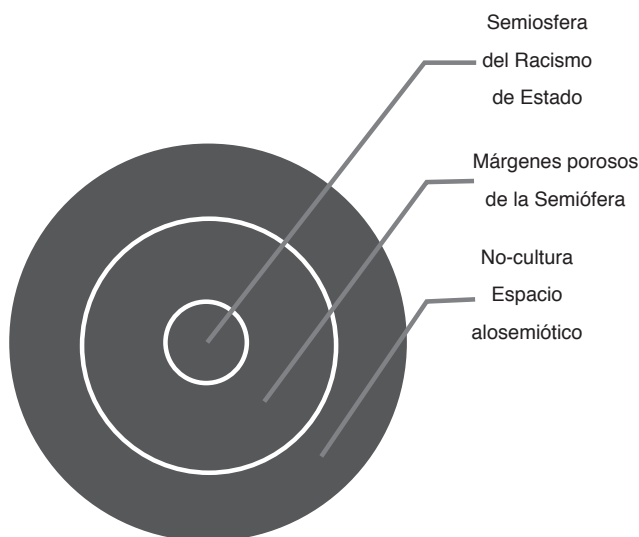 Semiosfera
del Racismo
de Estado
Márgenes porosos
de la Semiófera
No-cultura
Espacio
alosemiótico